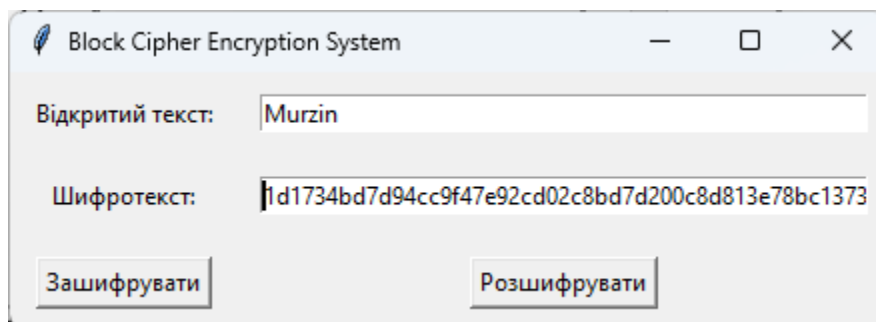 Block Cipher Encryption System
Відкритий текст: Murzin
Шифротекст: 1d1734bd7d94cc9f47e92cd02c8bd7d200c8d813e78bc1373
Зашифрувати Розшифрувати